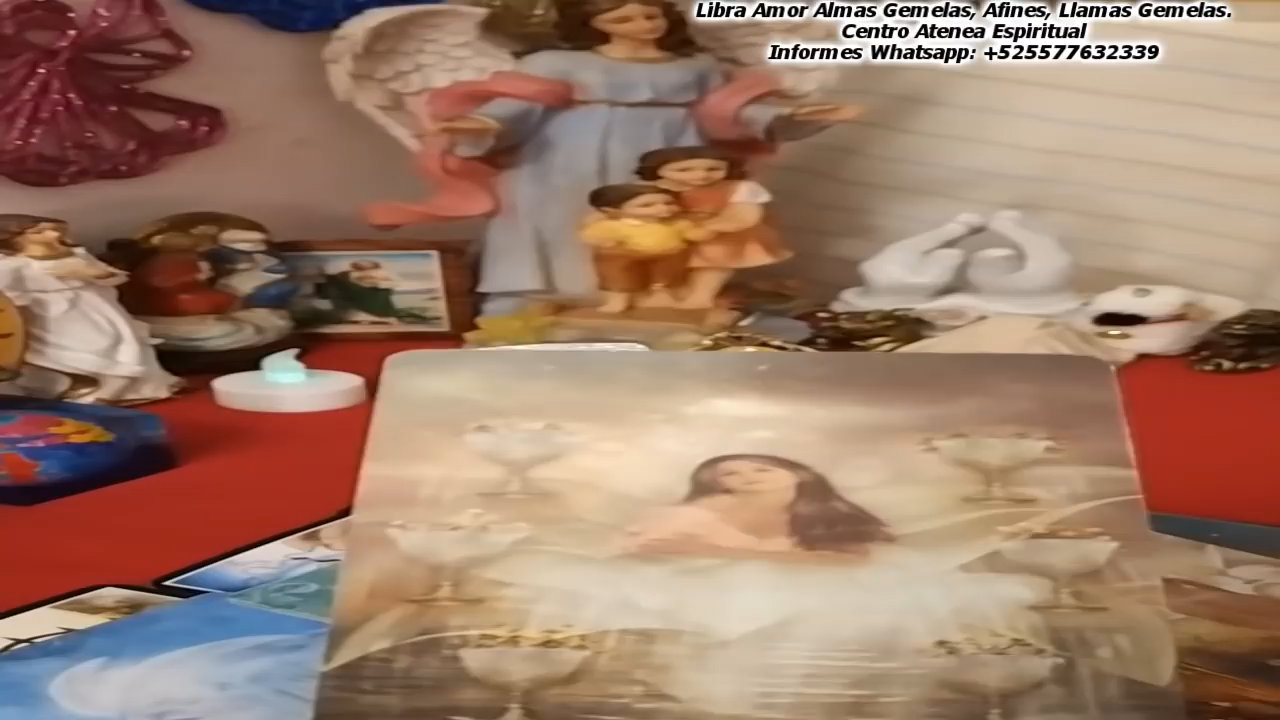 Libra Amor Almas Gemelas, Afines, Llamas Gemelas.
Centro Atenea Espiritual
Informes Whatsapp: +525577632339